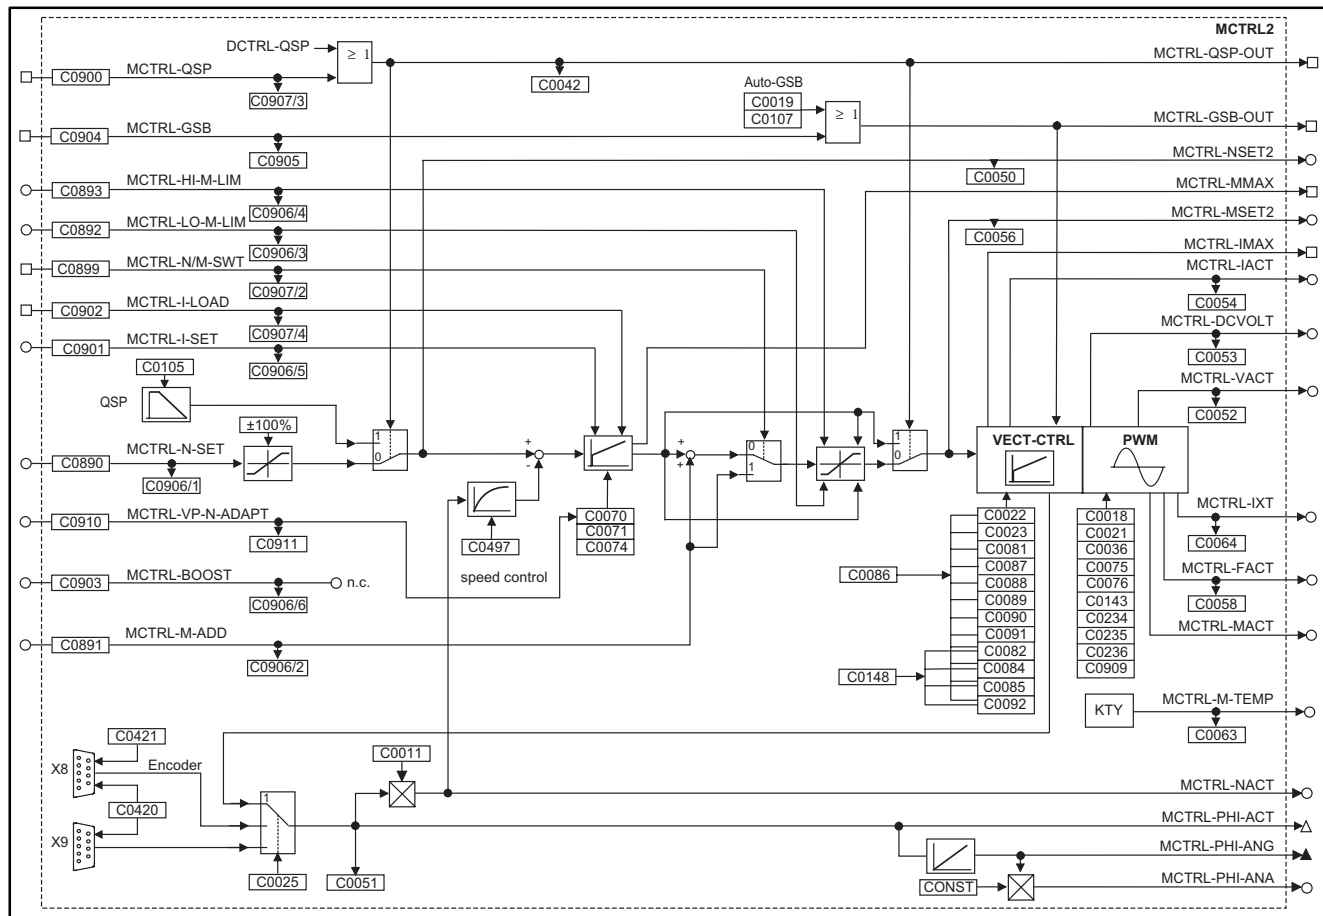 MCTRL2
DCTRL-QSP
≥ 1
MCTRL-QSP-OUT
C0900
MCTRL-QSP
C0907/3
C0042
Auto-GSB
C0019
C0107
≥ 1
MCTRL-GSB-OUT
C0904
MCTRL-GSB
C0905
MCTRL-NSET2
C0050
C0893
MCTRL-HI-M-LIM
C0906/4
MCTRL-MMAX
C0892
MCTRL-LO-M-LIM
C0906/3
MCTRL-MSET2
C0056
C0899
MCTRL-N/M-SWT
C0907/2
MCTRL-IMAX
MCTRL-IACT
C0054
C0902
MCTRL-I-LOAD
C0907/4
MCTRL-DCVOLT
C0053
C0901
MCTRL-I-SET
C0906/5
C0105
QSP
MCTRL-VACT
C0052
±100%
1
0
+
-
+
+
0
1
1
0
VECT-CTRL
PWM
C0890
MCTRL-N-SET
C0906/1
C0910
MCTRL-VP-N-ADAPT
C0911
C0497
speed control
C0070
C0071
C0074
C0903
MCTRL-BOOST
C0906/6
n.c.
C0891
MCTRL-M-ADD
C0906/2
C0086
C0148
C0022
C0023
C0081
C0087
C0088
C0089
C0090
C0091
C0082
C0084
C0085
C0092
C0018
C0021
C0036
C0075
C0076
C0143
C0234
C0235
C0236
C0909
MCTRL-IXT
C0064
MCTRL-FACT
C0058
MCTRL-MACT
KTY
MCTRL-M-TEMP
C0063
C0421
X8
Encoder
C0420
X9
1
C0025
C0051
C0011
MCTRL-NACT
MCTRL-PHI-ACT
MCTRL-PHI-ANG
CONST
MCTRL-PHI-ANA